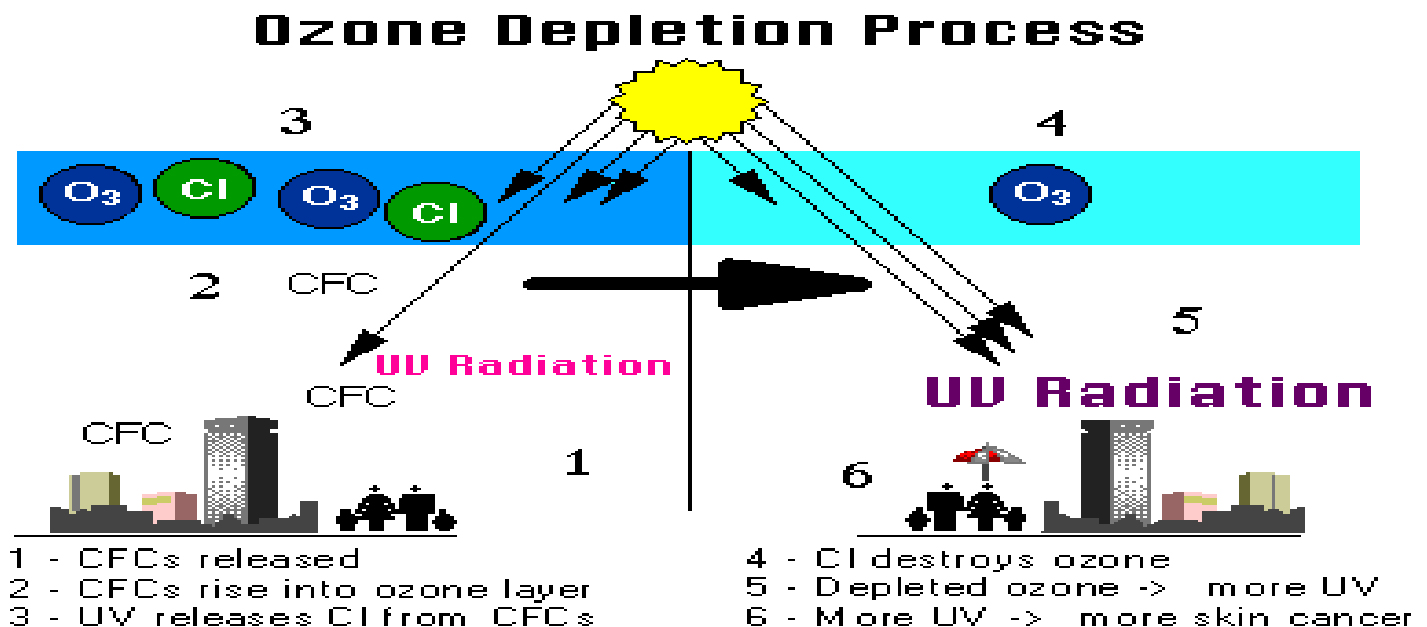 Ozone Depletion Process
3
4
O3
Cl
O3
Cl
O3
2
CFC
5
UV Radiation
CFC
UV Radiation
CFC
1
6
1 - CFCs released
2 - CFCs rise into ozone layer
3 - UV releases Cl from CFCs
4 - Cl destroys ozone
5 - Depleted ozone -> more UV
6 - More UV -> more skin cancer